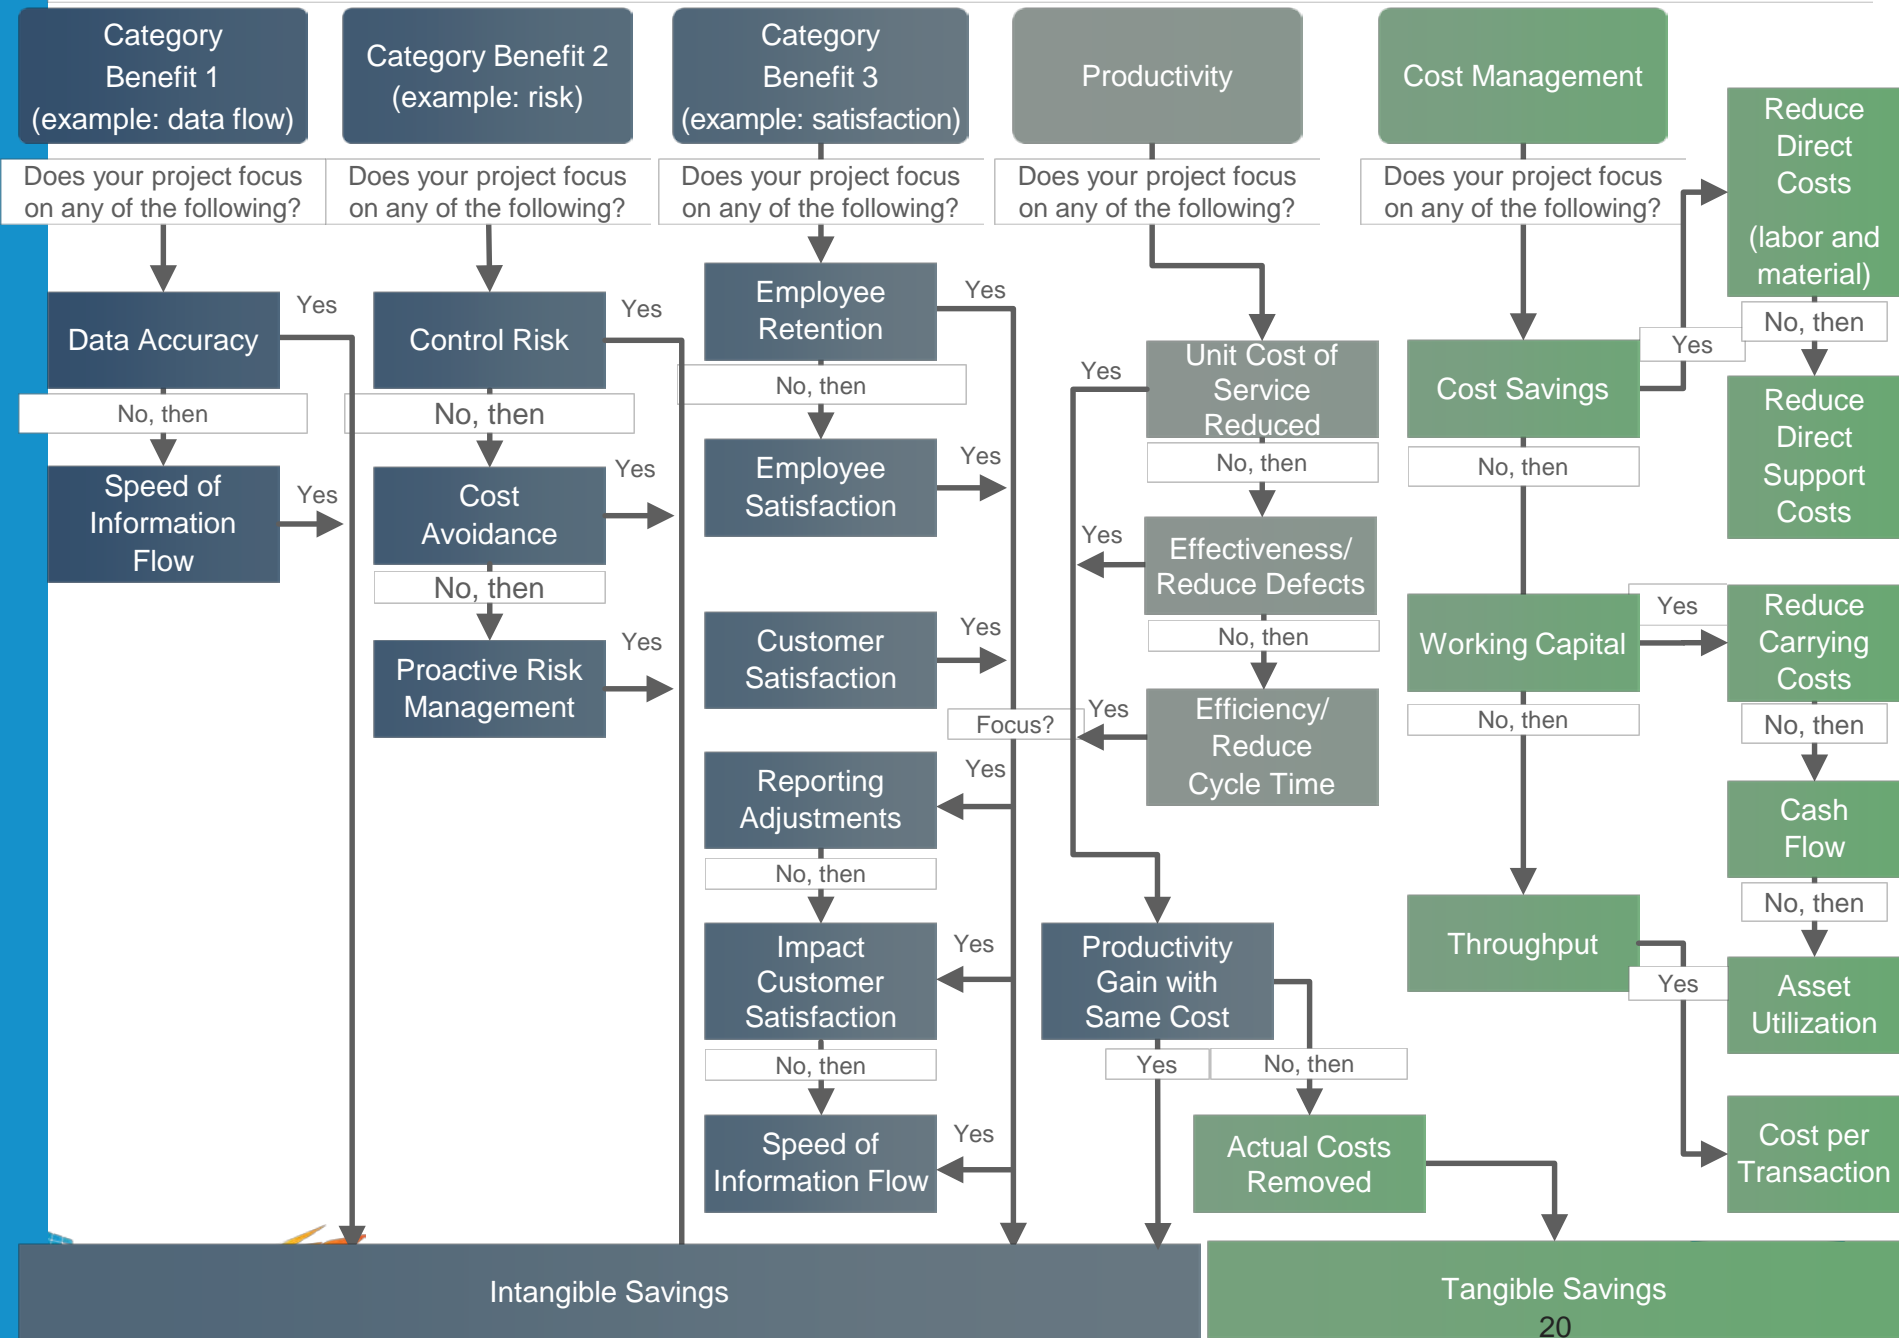 Category
Benefit 1
(example: data flow)
Category Benefit 2
(example: risk)
Category
Benefit 3
(example: satisfaction)
Productivity
Cost Management
Does your project focus
on any of the following?
Does your project focus
on any of the following?
Does your project focus
on any of the following?
Does your project focus
on any of the following?
Does your project focus
on any of the following?
Data Accuracy
Yes
No, then
Speed of
Information
Flow
Yes
Control Risk
Yes
No, then
Cost
Avoidance
Yes
No, then
Proactive Risk
Management
Yes
Employee
Retention
Yes
No, then
Employee
Satisfaction
Yes
Customer
Satisfaction
Yes
Focus?
Reporting
Adjustments
Yes
No, then
Impact
Customer
Satisfaction
Yes
No, then
Speed of
Information Flow
Yes
Unit Cost of
Service
Reduced
Yes
No, then
Effectiveness/
Reduce Defects
Yes
No, then
Efficiency/
Reduce
Cycle Time
Yes
Productivity
Gain with
Same Cost
Yes
No, then
Actual Costs
Removed
Cost Savings
Yes
No, then
Working Capital
Yes
No, then
Throughput
Yes
Reduce
Direct
Costs
(labor and
material)
No, then
Reduce
Direct
Support
Costs
Reduce
Carrying
Costs
No, then
Cash
Flow
No, then
Asset
Utilization
Cost per
Transaction
Intangible Savings
Tangible Savings
20